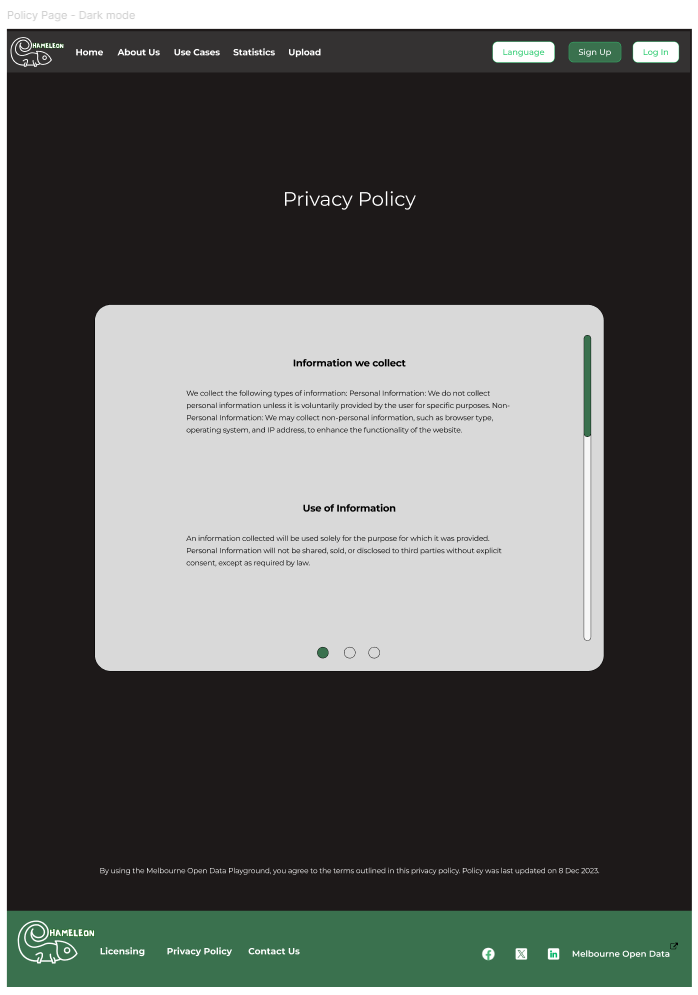 Policy Page - Dark mode
CHAMELEON Home About Us Use Cases Statistics Upload Language Sign Up Log In
Privacy Policy
Information we collect
We collect the following types of information: Personal Information: We do not collect
personal information unless it is voluntarily provided by the user for specific purposes. Non-
Personal Information: We may collect non-personal information, such as browser type,
operating system, and IP address, to enhance the functionality of the website.
Use of Information
An information collected will be used solely for the purpose for which it was provided.
Personal Information will not be shared, sold, or disclosed to third parties without explicit
consent, except as required by law.
By using the Melbourne Open Data Playground, you agree to the terms outlined in this privacy policy. Policy was last updated on 8 Dec 2023.
CHAMELEON Licensing Privacy Policy Contact Us Melbourne Open Data